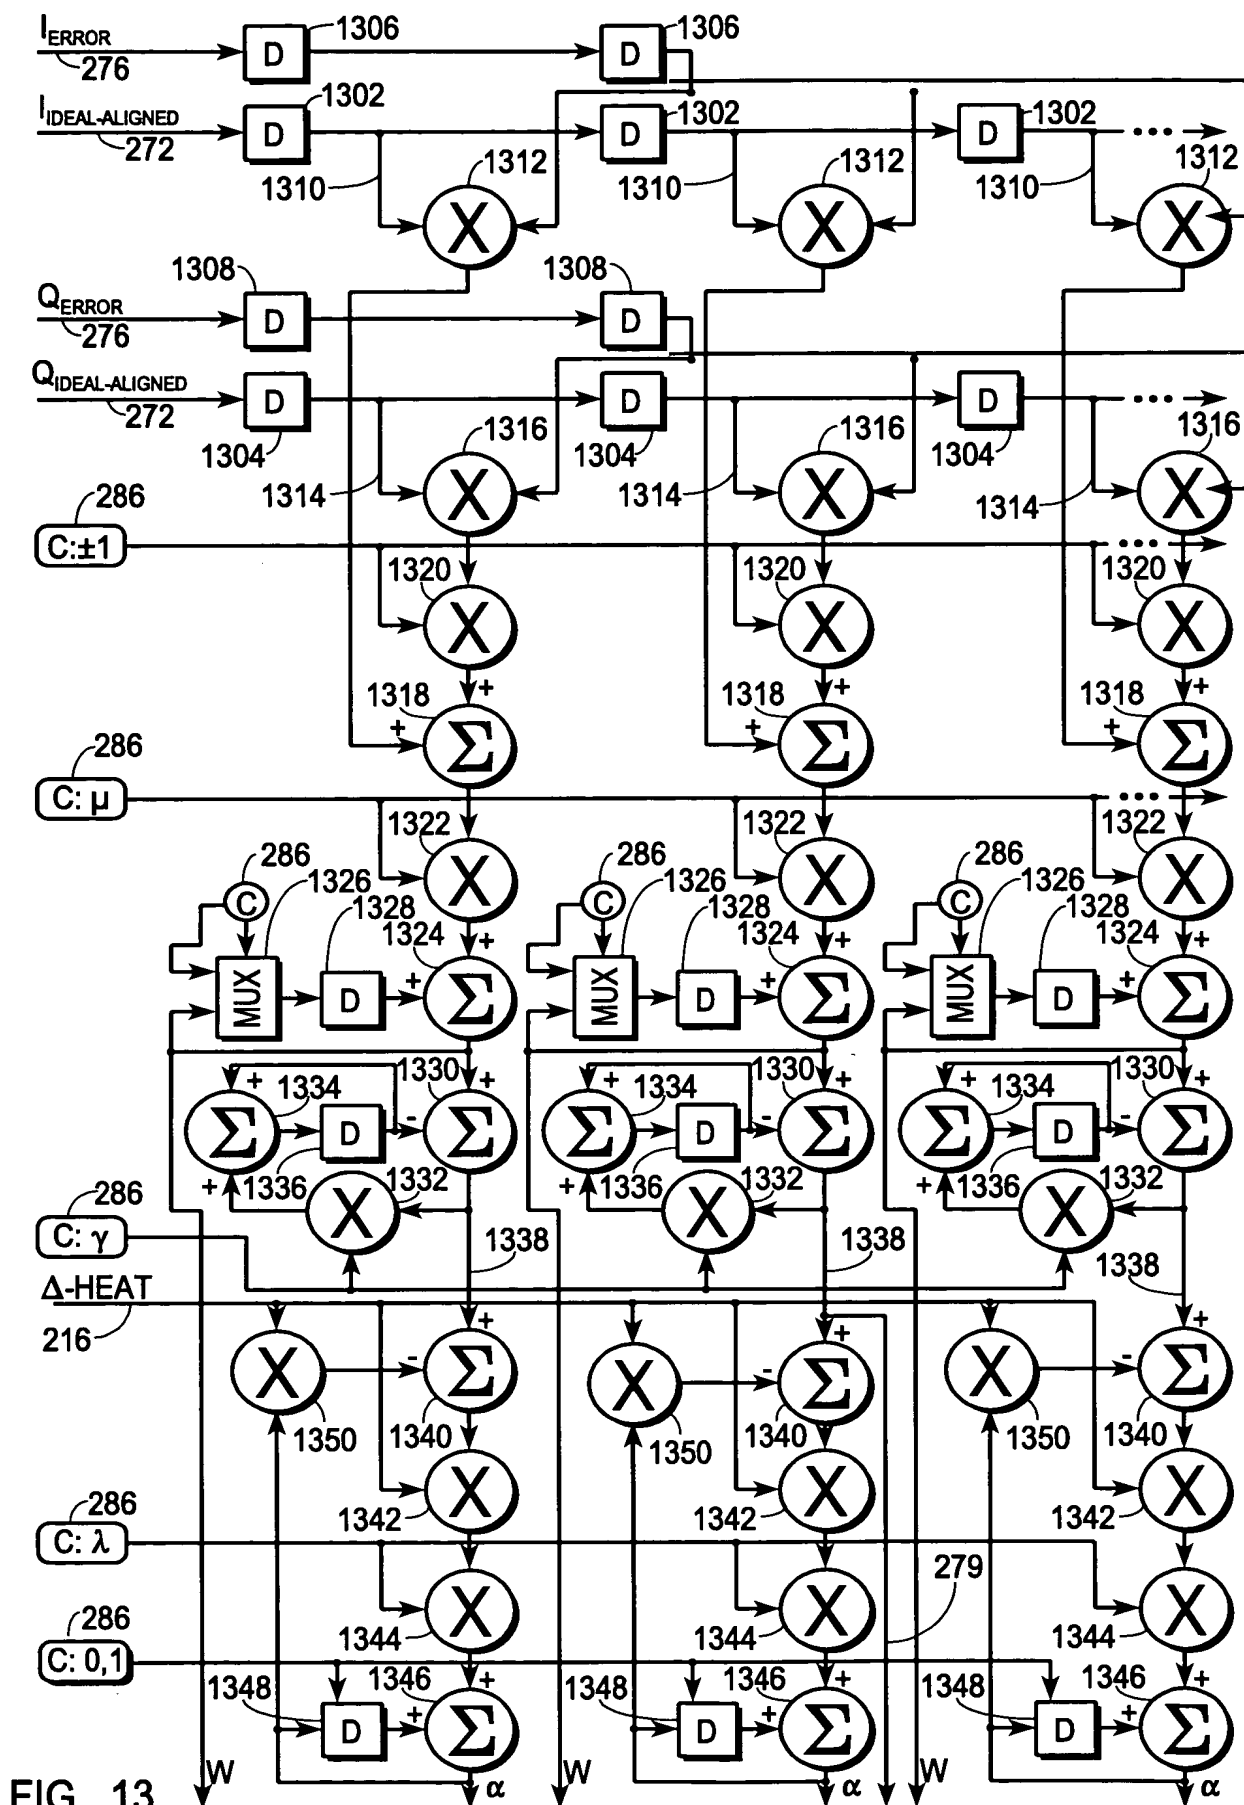 1306 1306
I ERROR D D
276
1302 1302 1302
I IDEAL-ALIGNED D D D •••
272 1312 1312 1312
1310 1310 1310
X X X
1308 1308
Q ERROR D D
276
Q IDEAL-ALIGNED D D D •••
272 1316 1316 1316
1304 1304 1304
1314 X 1314 X 1314 X
286
C:±1 •••
1320 1320 1320
X X X
+ + +
1318 1318 1318
+ Σ + Σ + Σ
286
C: μ •••
1322 1322 1322
286 286 286
X X X
1326 1326 1326
C C C
1328 1328 1328
+ + +
1324 1324 1324
MUX D + Σ MUX D + Σ MUX D + Σ
1330 1330 1330
+ + + + + +
1334 1334 1334
Σ D - Σ Σ D - Σ Σ D - Σ
1332 1332 1332
+ 1336 + 1336 + 1336
286 X X X
C: γ
1338 1338 1338
Δ-HEAT
216
+ + +
X - Σ X - Σ X - Σ
1350 1340 1350 1340 1350 1340
X X X
286 1342 1342 1342
C: λ
279
X X X
286 1344 1344 1344
C: 0,1
+ + +
1348 1346 1348 1346 1348 1346
D + Σ D + Σ D + Σ
W α W α W α
FIG. 13